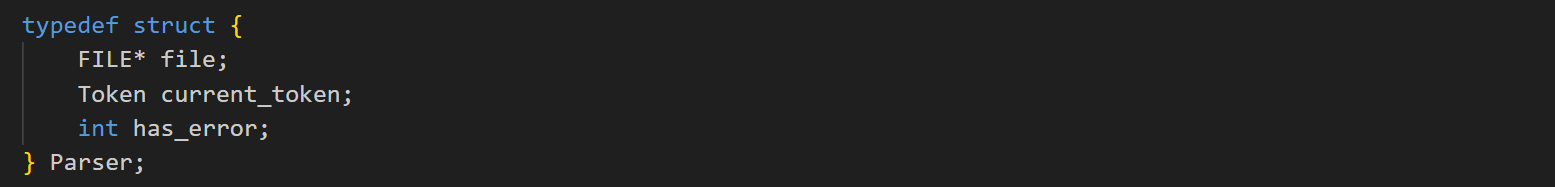 typedef struct {
    FILE* file;
    Token current_token;
    int has_error;
} Parser;